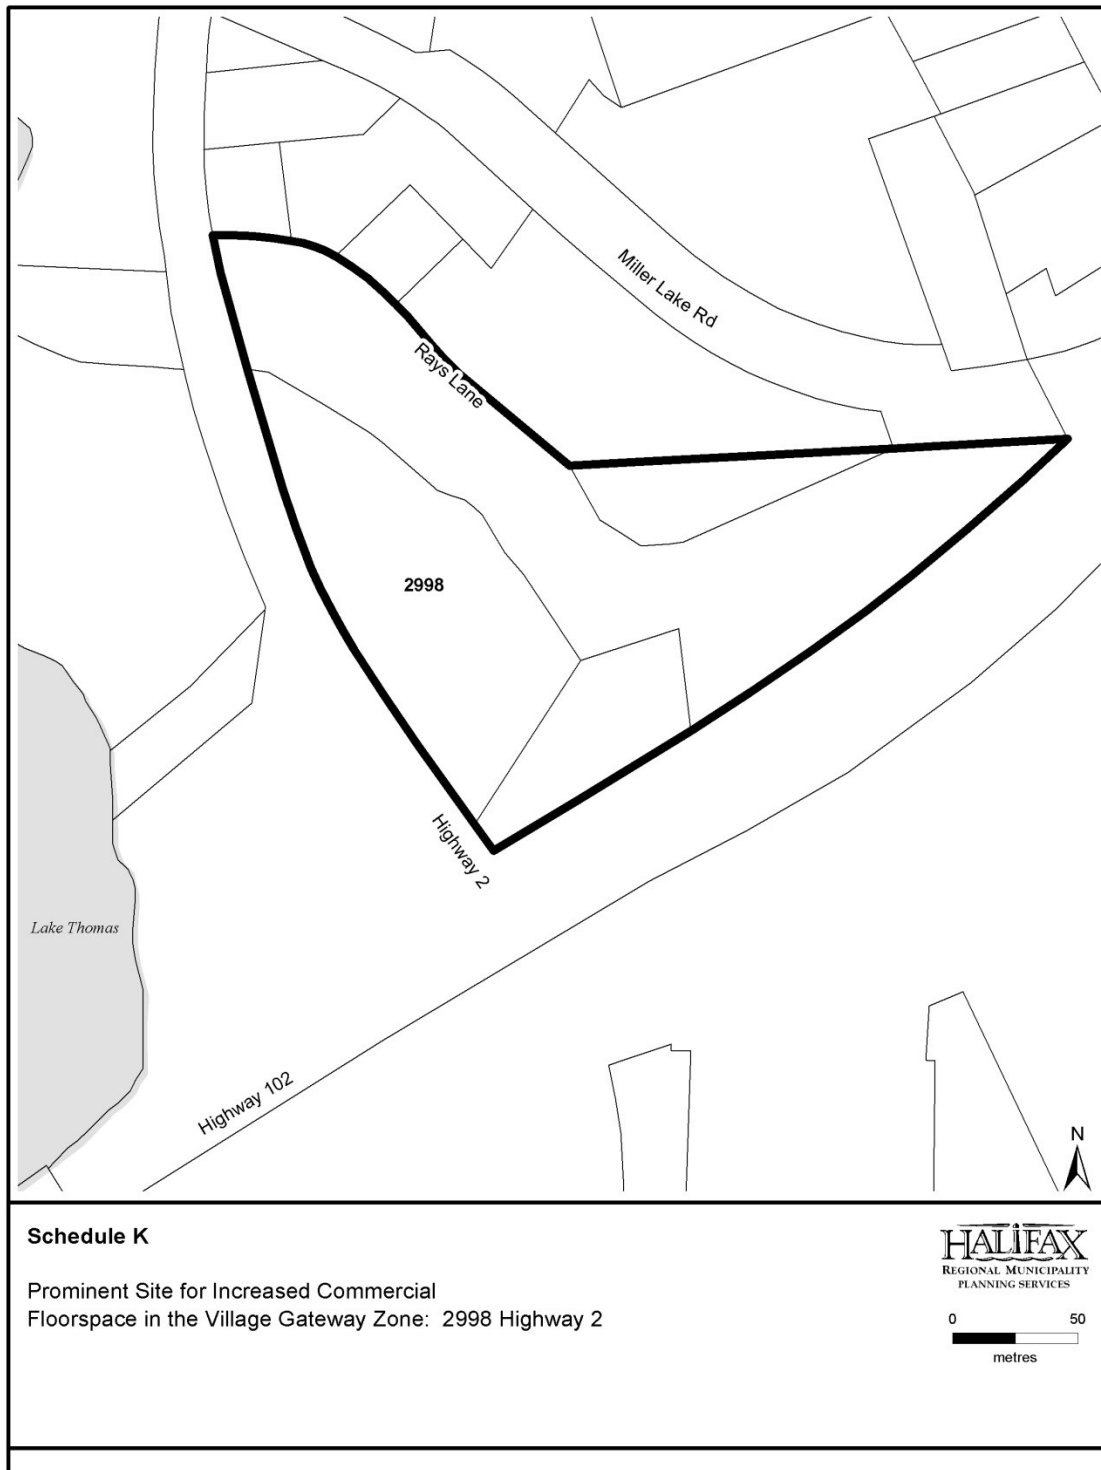 Miller Lake Rd
Rays Lane
2998
Highway 2
Lake Thomas
Highway 102
N
Schedule K
Prominent Site for Increased Commercial
Floorspace in the Village Gateway Zone: 2998 Highway 2
HALIFAX
REGIONAL MUNICIPALITY
PLANNING SERVICES
0 50
metres